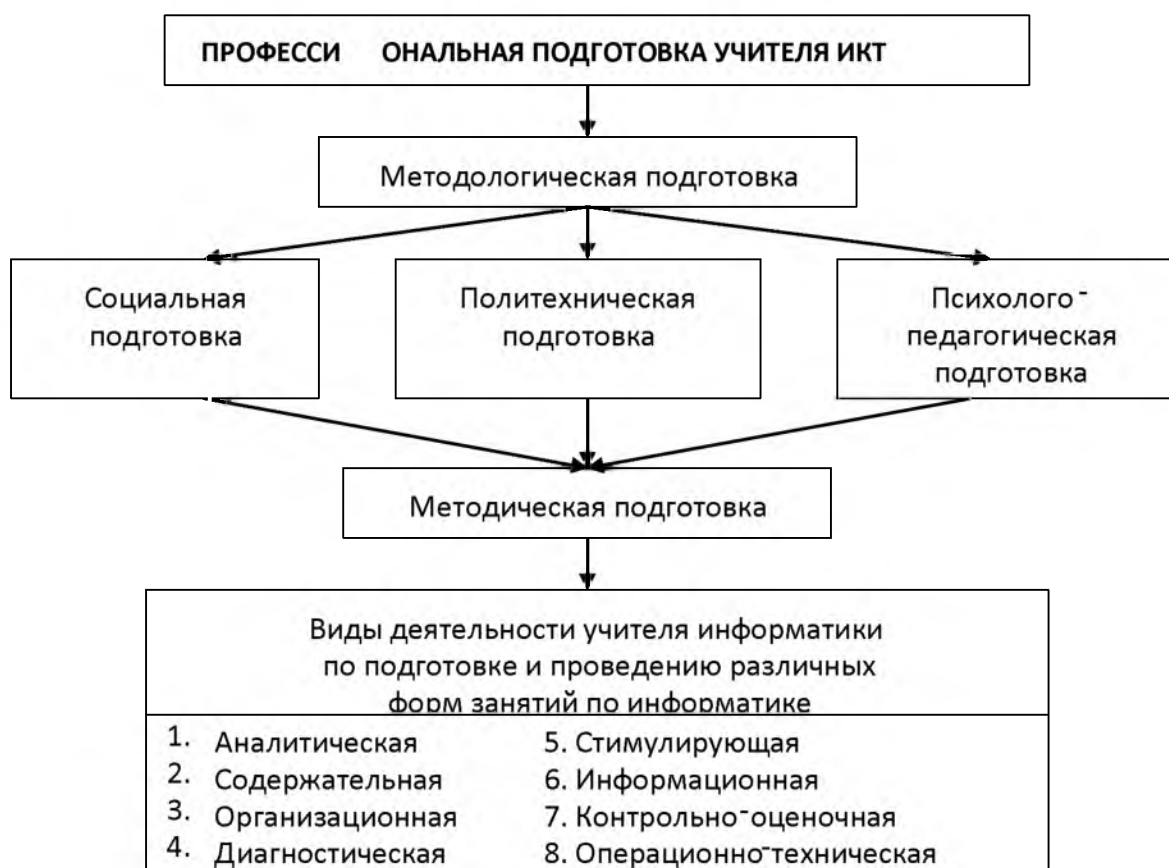 ПРОФЕССИ ОНАЛЬНАЯ ПОДГОТОВКА УЧИТЕЛЯ ИКТ
Методологическая подготовка
Социальная
подготовка
Политехническая
подготовка
Психолого-
педагогическая
подготовка
Методическая подготовка
Виды деятельности учителя информатики
по подготовке и проведению различных
форм занятий по информатике
1. Аналитическая
2. Содержательная
3. Организационная
4. Диагностическая
5. Стимулирующая
6. Информационная
7. Контрольно-оценочная
8. Операционно-техническая